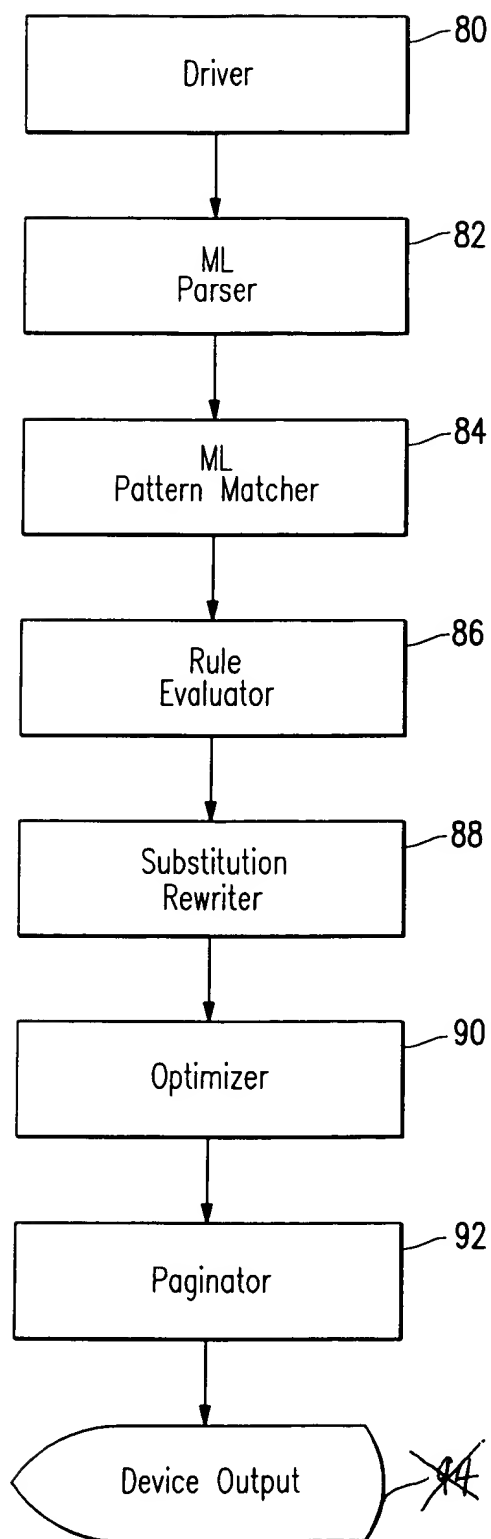 80
Driver
82
ML
Parser
84
ML
Pattern Matcher
86
Rule
Evaluator
88
Substitution
Rewriter
90
Optimizer
92
Paginator
Device Output
94